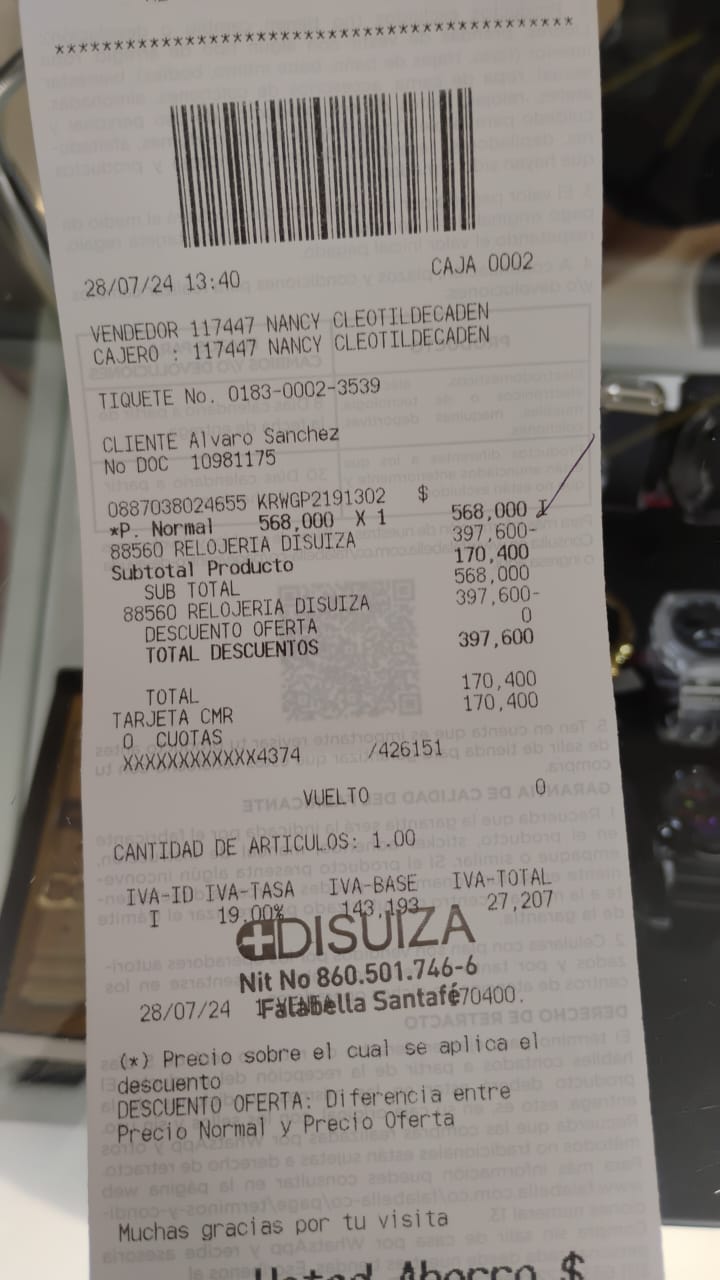 ****************************************
28/07/24 13:40 CAJA 0002
VENDEDOR 117447 NANCY CLEOTILDECADEN
CAJERO : 117447 NANCY CLEOTILDECADEN
TIQUETE No. 0183-0002-3539
CLIENTE Alvaro Sanchez
No DOC 10981175
0887038024655 KRWGP2191302 $ 568,000 I
*P. Normal 568,000 X 1
88560 RELOJERIA DISUIZA 397,600-
Subtotal Producto 170,400
SUB TOTAL 568,000
88560 RELOJERIA DISUIZA 397,600-
DESCUENTO OFERTA 0
TOTAL DESCUENTOS 397,600
TOTAL 170,400
TARJETA CMR 170,400
0 CUOTAS
XXXXXXXXXXXX4374 /426151
VUELTO 0
CANTIDAD DE ARTICULOS: 1.00
IVA-ID IVA-TASA IVA-BASE IVA-TOTAL
I 19.00% 143,193 27,207
DISUIZA
Nit No 860.501.746-6
Falabella Santafé
28/07/24 70400.
(*) Precio sobre el cual se aplica el
descuento
DESCUENTO OFERTA: Diferencia entre
Precio Normal y Precio Oferta
Muchas gracias por tu visita
Usted Ahorro $